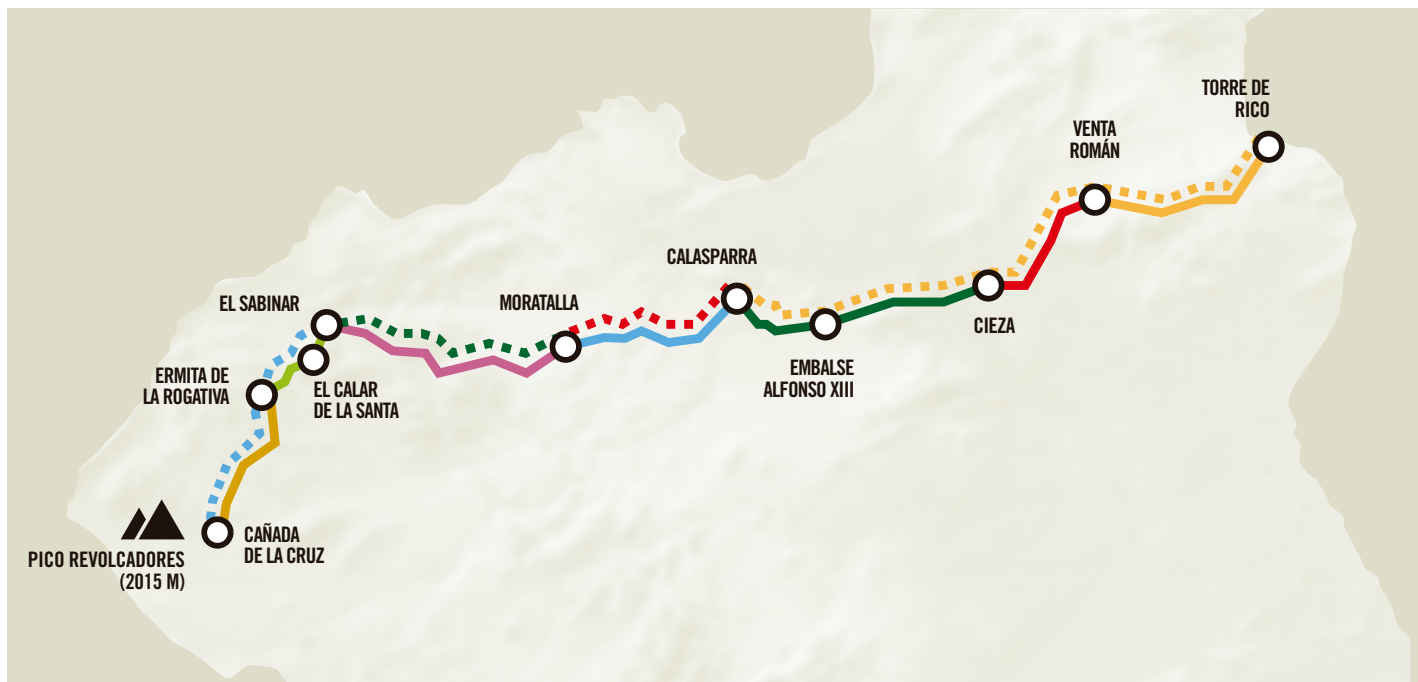 TORRE DE
RICO
VENTA
ROMÁN
CALASPARRA
EL SABINAR
MORATALLA
CIEZA
EMBALSE
ALFONSO XIII
ERMITA DE
LA ROGATIVA
EL CALAR
DE LA SANTA
CAÑADA
DE LA CRUZ
PICO REVOLCADORES
(2015 M)